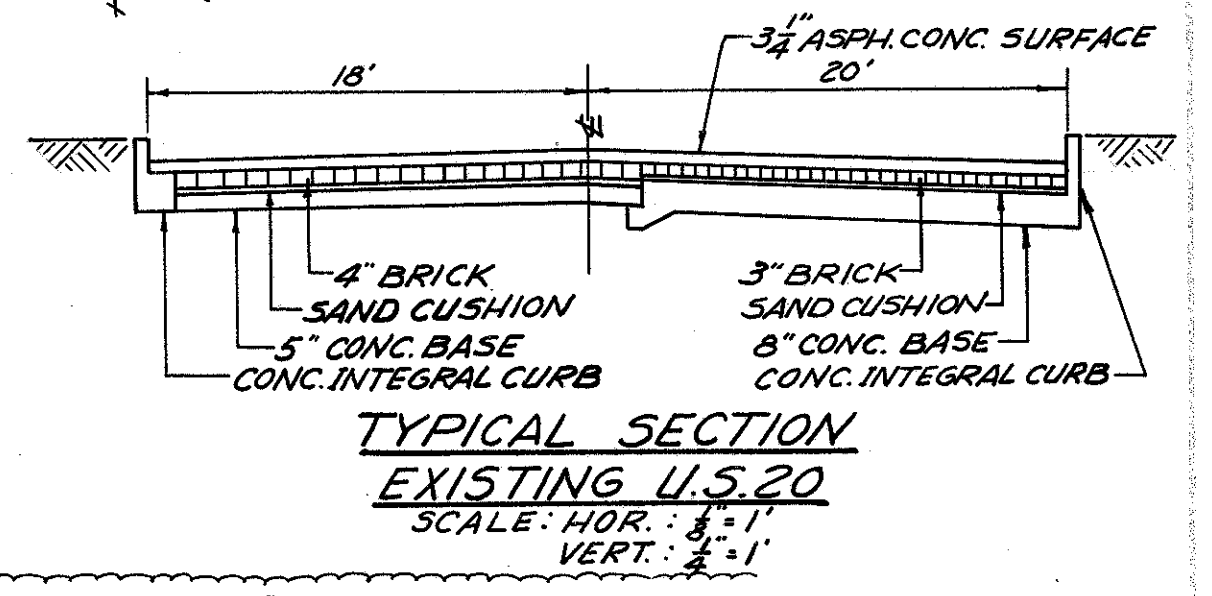 3 1/4" ASPH. CONC. SURFACE
18'
20'
℄
4" BRICK
SAND CUSHION
5" CONC. BASE
CONC. INTEGRAL CURB
3" BRICK
SAND CUSHION
8" CONC. BASE
CONC. INTEGRAL CURB
TYPICAL SECTION
EXISTING U.S. 20
SCALE: HOR. : 1/8" = 1'
VERT. : 1/4" = 1'